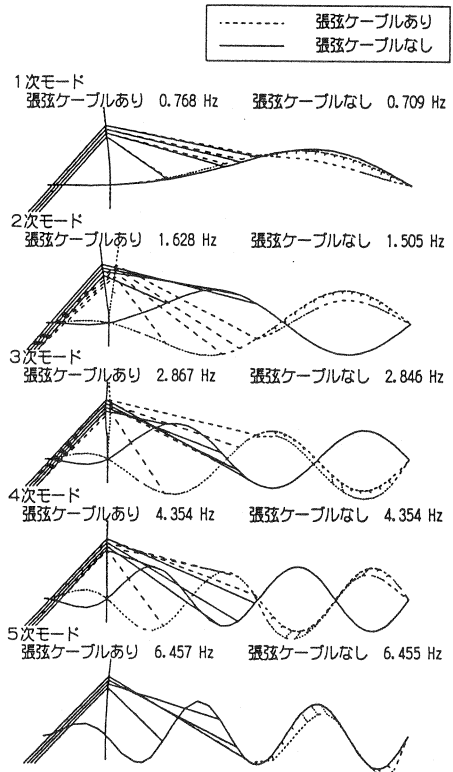 張弦ケーブルあり
張弦ケーブルなし
1次モード
張弦ケーブルあり 0.768 Hz 張弦ケーブルなし 0.709 Hz
2次モード
張弦ケーブルあり 1.628 Hz 張弦ケーブルなし 1.505 Hz
3次モード
張弦ケーブルあり 2.867 Hz 張弦ケーブルなし 2.846 Hz
4次モード
張弦ケーブルあり 4.354 Hz 張弦ケーブルなし 4.354 Hz
5次モード
張弦ケーブルあり 6.457 Hz 張弦ケーブルなし 6.455 Hz